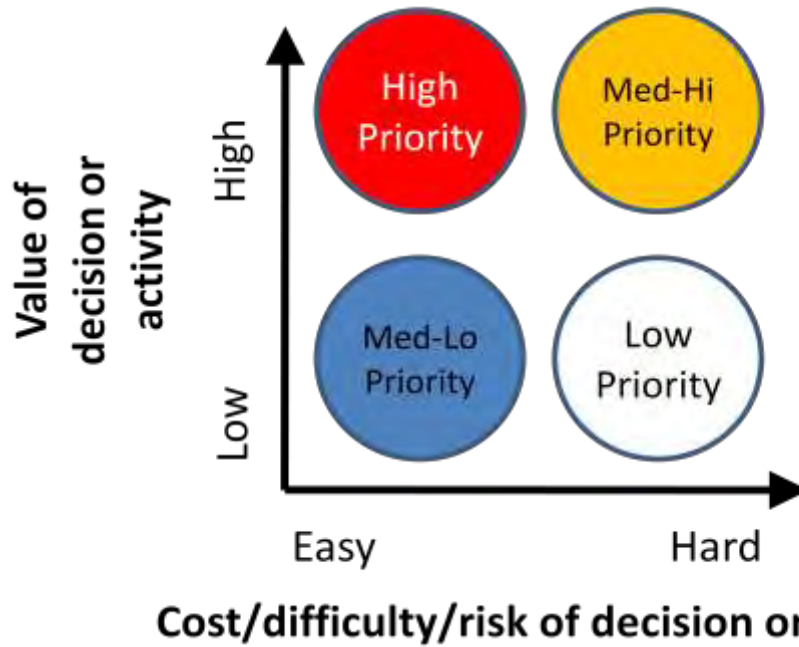 High
Priority
Med-Hi
Priority
Value of
decision or
activity
High
Low
Med-Lo
Priority
Low
Priority
Easy
Hard
Cost/difficulty/risk of decision or